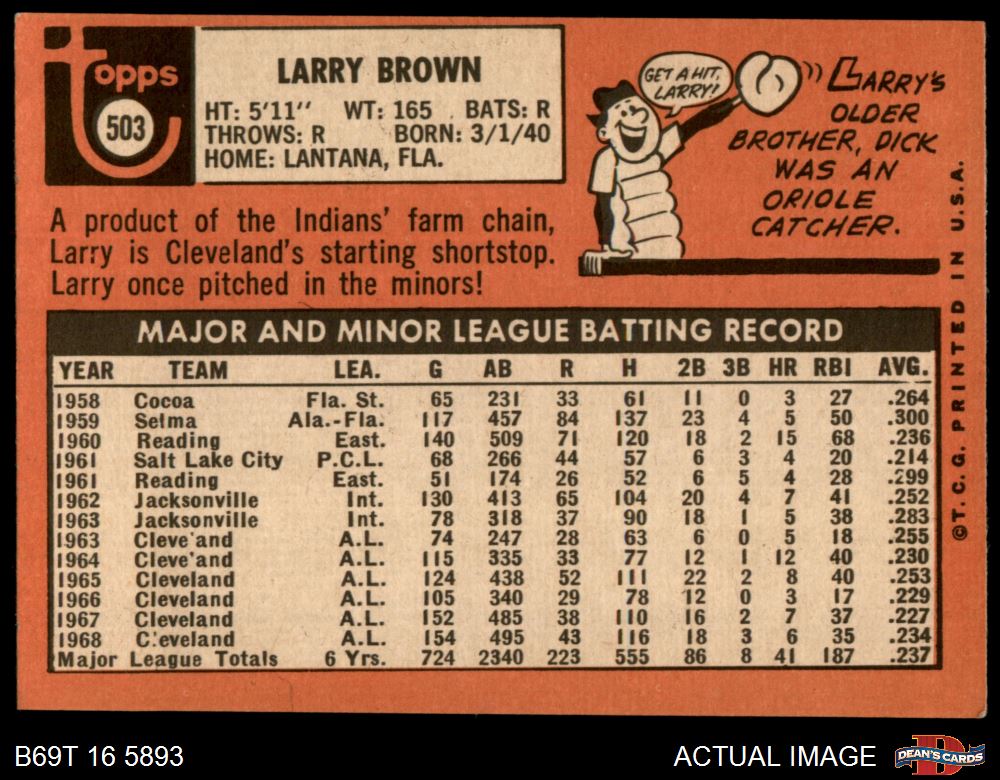 Topps
503
LARRY BROWN
HT: 5'11" WT: 165 BATS: R
THROWS: R BORN: 3/1/40
HOME: LANTANA, FLA.
GET A HIT,
LARRY!
LARRY'S
OLDER
BROTHER, DICK
WAS AN
ORIOLE
CATCHER.
A product of the Indians' farm chain,
Larry is Cleveland's starting shortstop.
Larry once pitched in the minors!
MAJOR AND MINOR LEAGUE BATTING RECORD
YEAR TEAM LEA. G AB R H 2B 3B HR RBI AVG.
1958 Cocoa Fla. St. 65 231 33 61 11 0 3 27 .264
1959 Selma Ala.-Fla. 117 457 84 137 23 4 5 50 .300
1960 Reading East. 140 509 71 120 18 2 15 68 .236
1961 Salt Lake City P.C.L. 68 266 44 57 6 3 4 20 .214
1961 Reading East. 51 174 26 52 6 5 4 28 .299
1962 Jacksonville Int. 130 413 65 104 20 4 7 41 .252
1963 Jacksonville Int. 78 318 37 90 18 1 5 38 .283
1963 Cleve'and A.L. 74 247 28 63 6 0 5 18 .255
1964 Cleve'and A.L. 115 335 33 77 12 1 12 40 .230
1965 Cleveland A.L. 124 438 52 111 22 2 8 40 .253
1966 Cleveland A.L. 105 340 29 78 12 0 3 17 .229
1967 Cleveland A.L. 152 485 38 110 16 2 7 37 .227
1968 C:eveland A.L. 154 495 43 116 18 3 6 35 .234
Major League Totals 6 Yrs. 724 2340 223 555 86 8 41 187 .237
©T.C.G. PRINTED IN U.S.A.
B69T 16 5893
ACTUAL IMAGE
DEAN'S CARDS